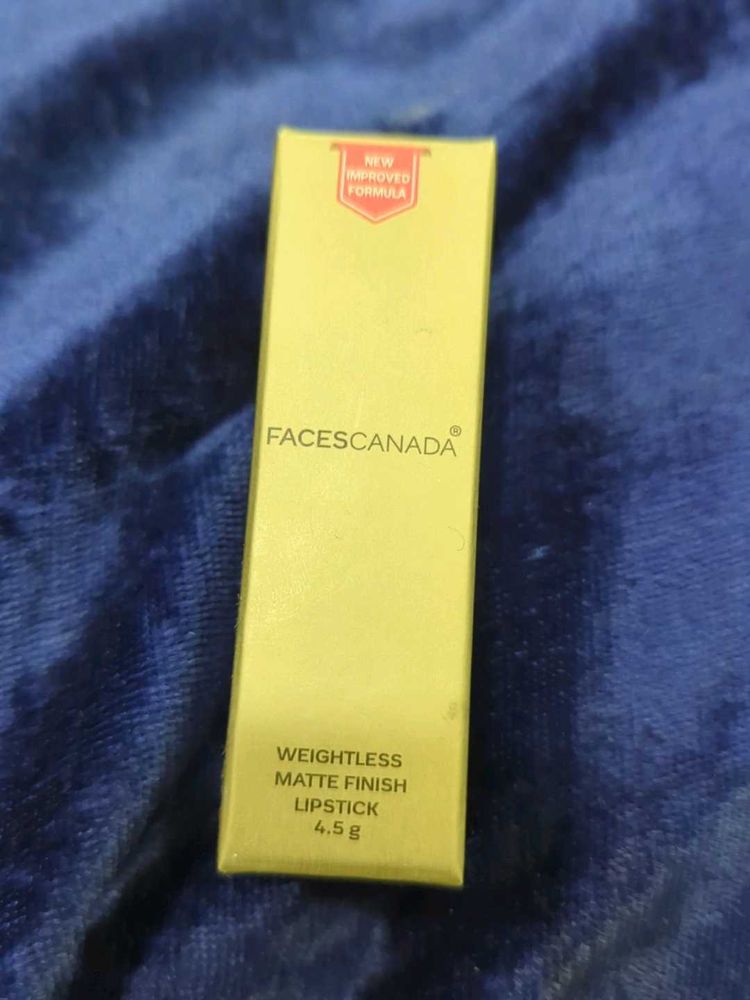 NEW
IMPROVED
FORMULA
FACESCANADA®
WEIGHTLESS
MATTE FINISH
LIPSTICK
4.5 g